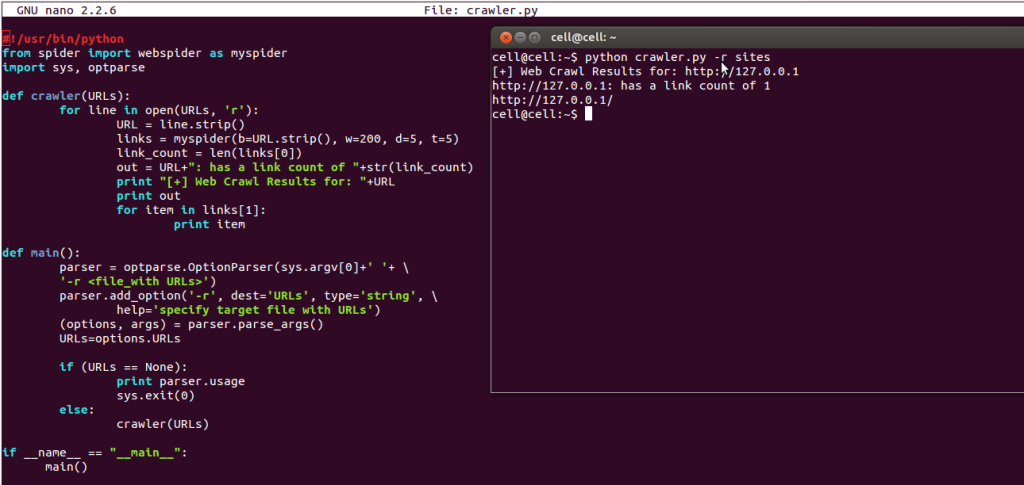 GNU nano 2.2.6 File: crawler.py
#!/usr/bin/python
from spider import webspider as myspider
import sys, optparse
def crawler(URLs):
for line in open(URLs, 'r'):
URL = line.strip()
links = myspider(b=URL.strip(), w=200, d=5, t=5)
link_count = len(links[0])
out = URL+": has a link count of "+str(link_count)
print "[+] Web Crawl Results for: "+URL
print out
for item in links[1]:
print item
def main():
parser = optparse.OptionParser(sys.argv[0]+' '+ \
'-r <file_with URLs>')
parser.add_option('-r', dest='URLs', type='string', \
help='specify target file with URLs')
(options, args) = parser.parse_args()
URLs=options.URLs
if (URLs == None):
print parser.usage
sys.exit(0)
else:
crawler(URLs)
if __name__ == "__main__":
main()
cell@cell: ~
cell@cell:~$ python crawler.py -r sites
[+] Web Crawl Results for: http://127.0.0.1
http://127.0.0.1: has a link count of 1
http://127.0.0.1/
cell@cell:~$